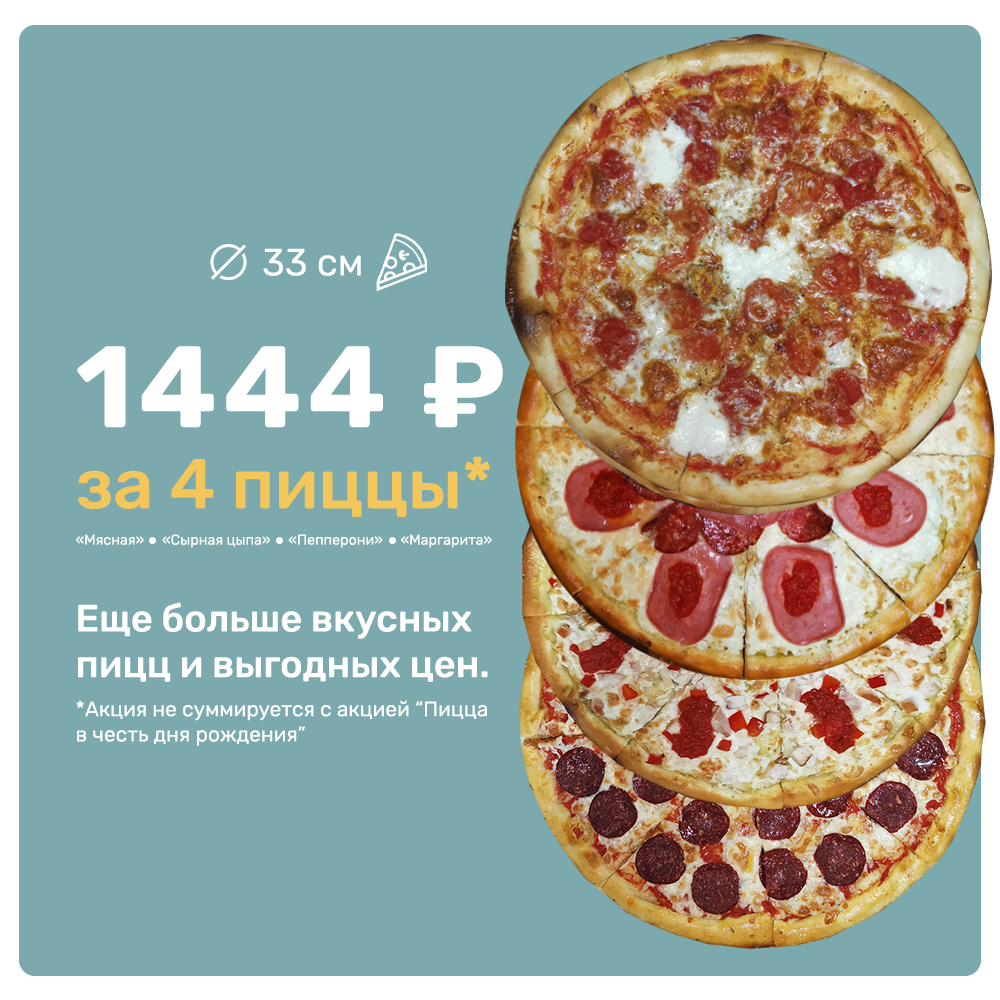 33 см
1444 ₽
за 4 пиццы*
«Мясная» ● «Сырная цыпа» ● «Пепперони» ● «Маргарита»
Еще больше вкусных
пицц и выгодных цен.
*Акция не суммируется с акцией “Пицца
в честь дня рождения”